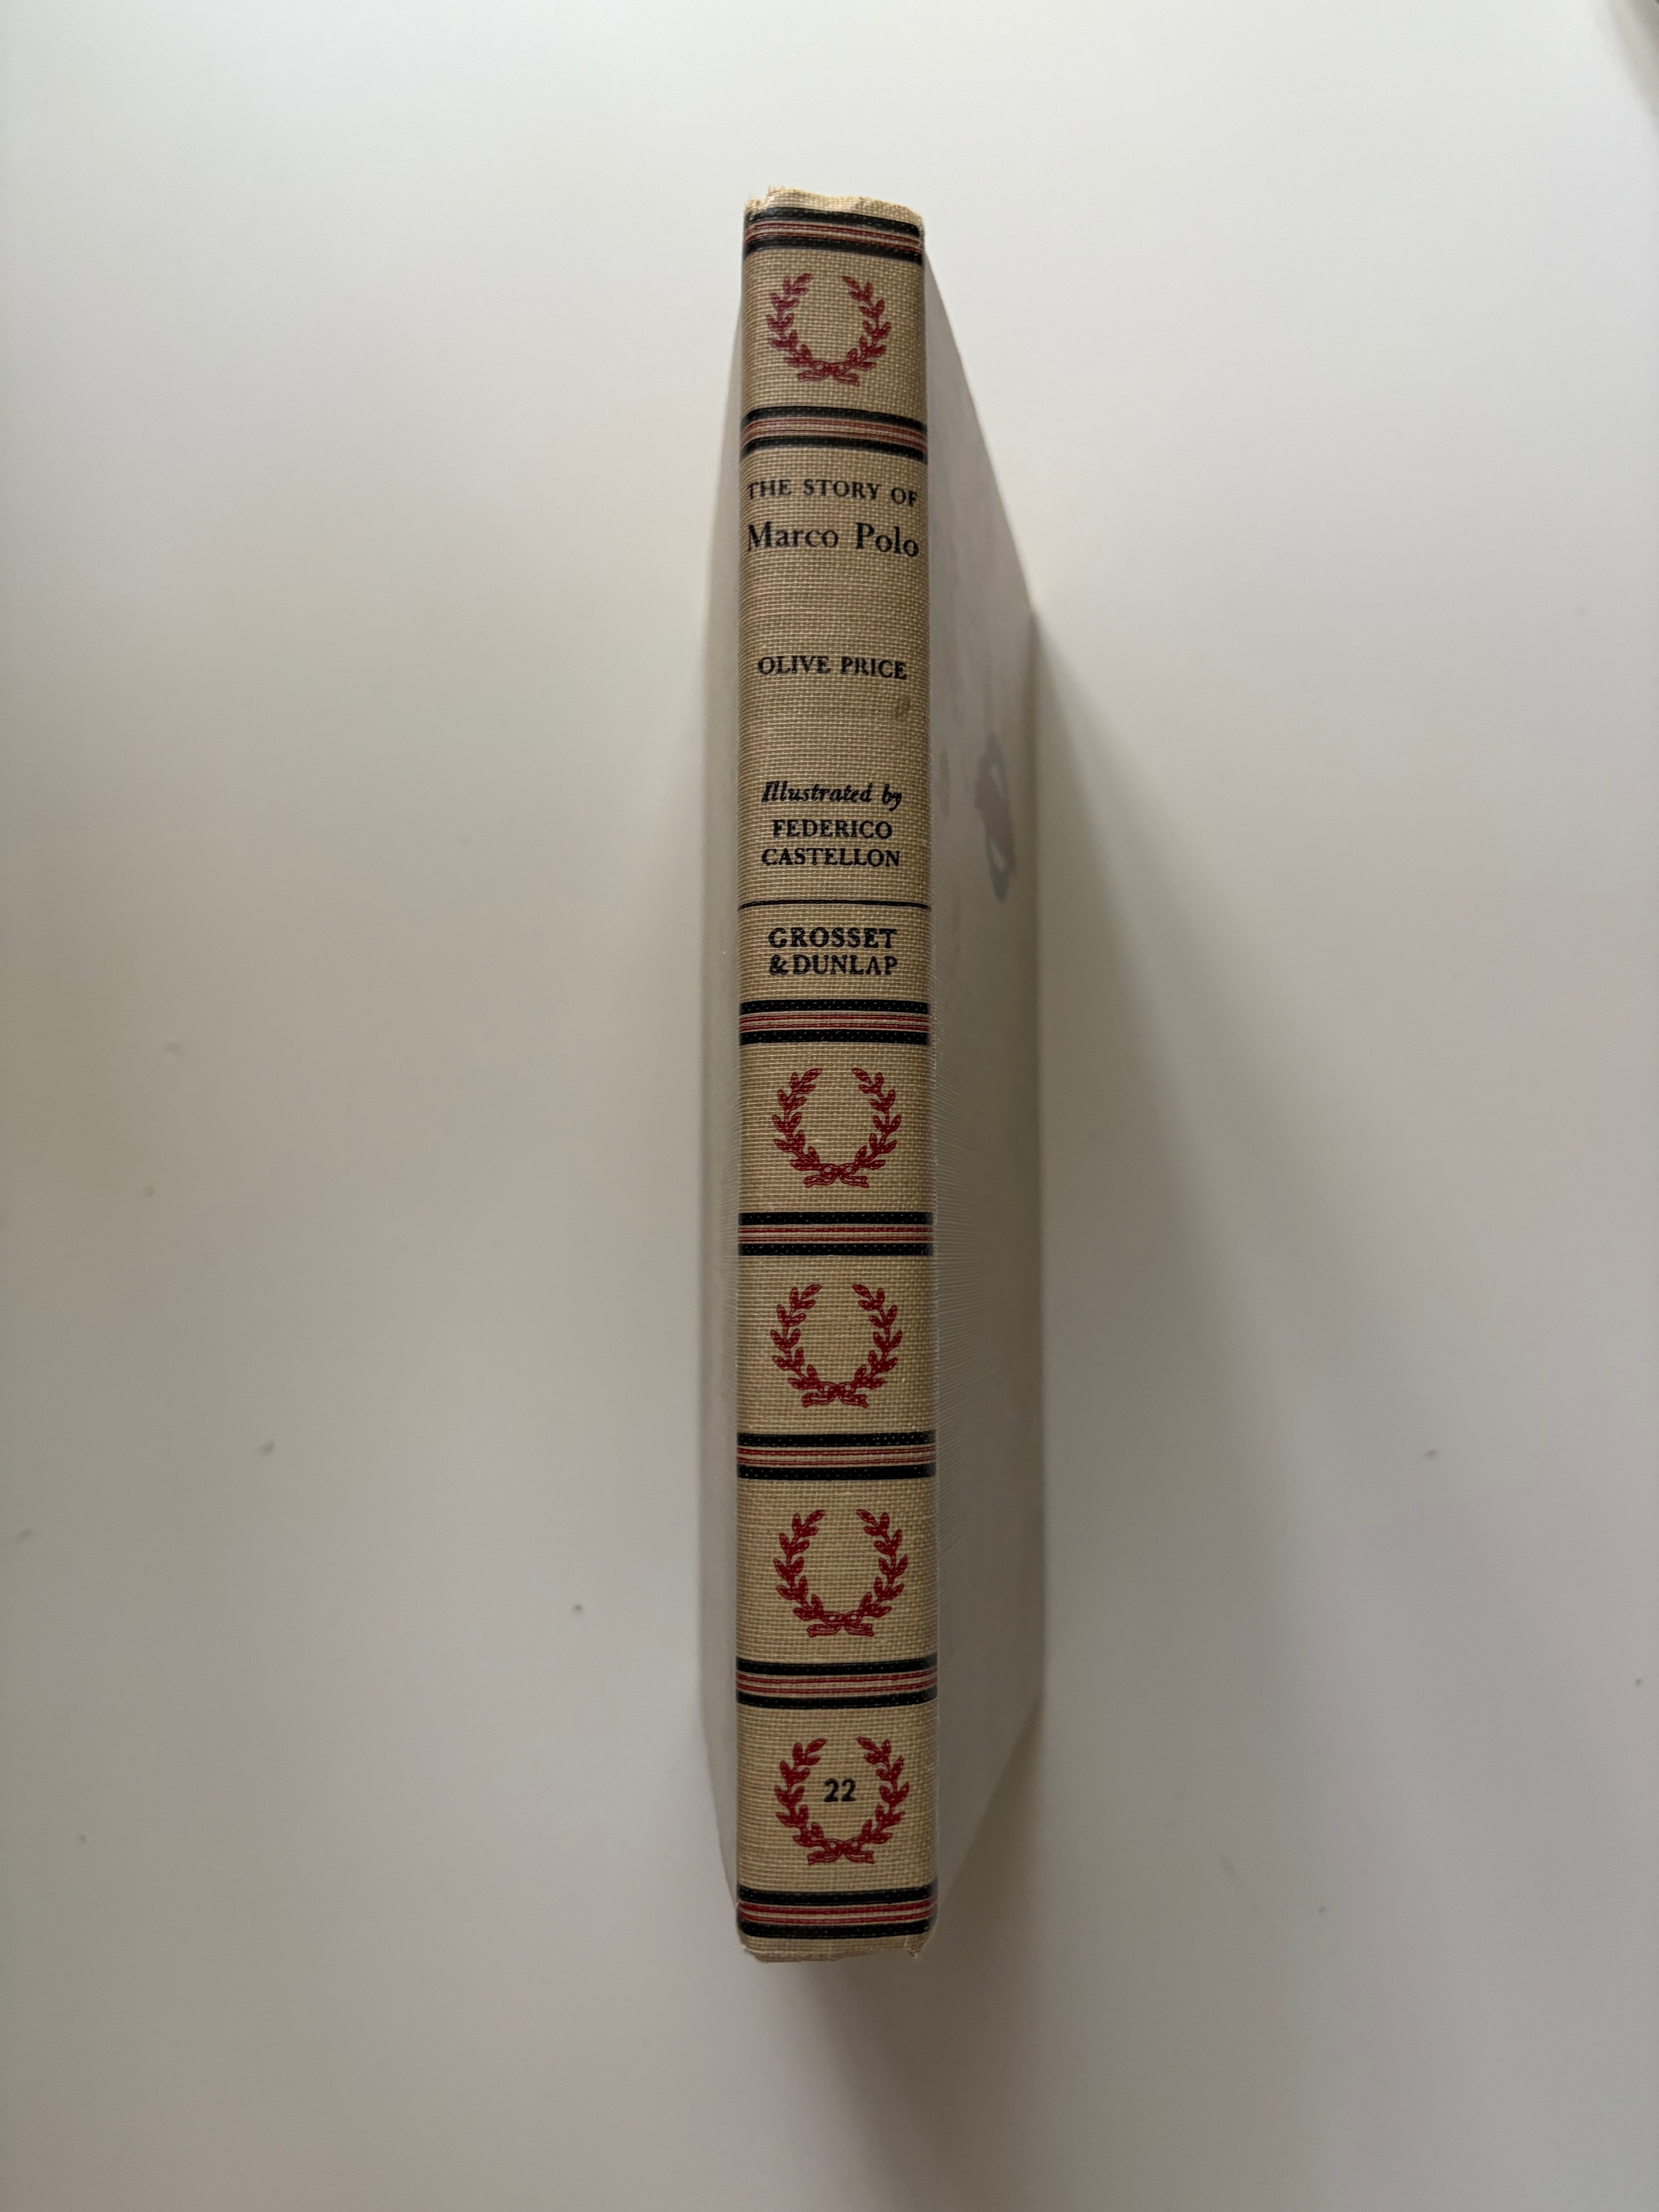 THE STORY OF
Marco Polo
OLIVE PRICE
Illustrated by
FEDERICO
CASTELLON
GROSSET
& DUNLAP
22